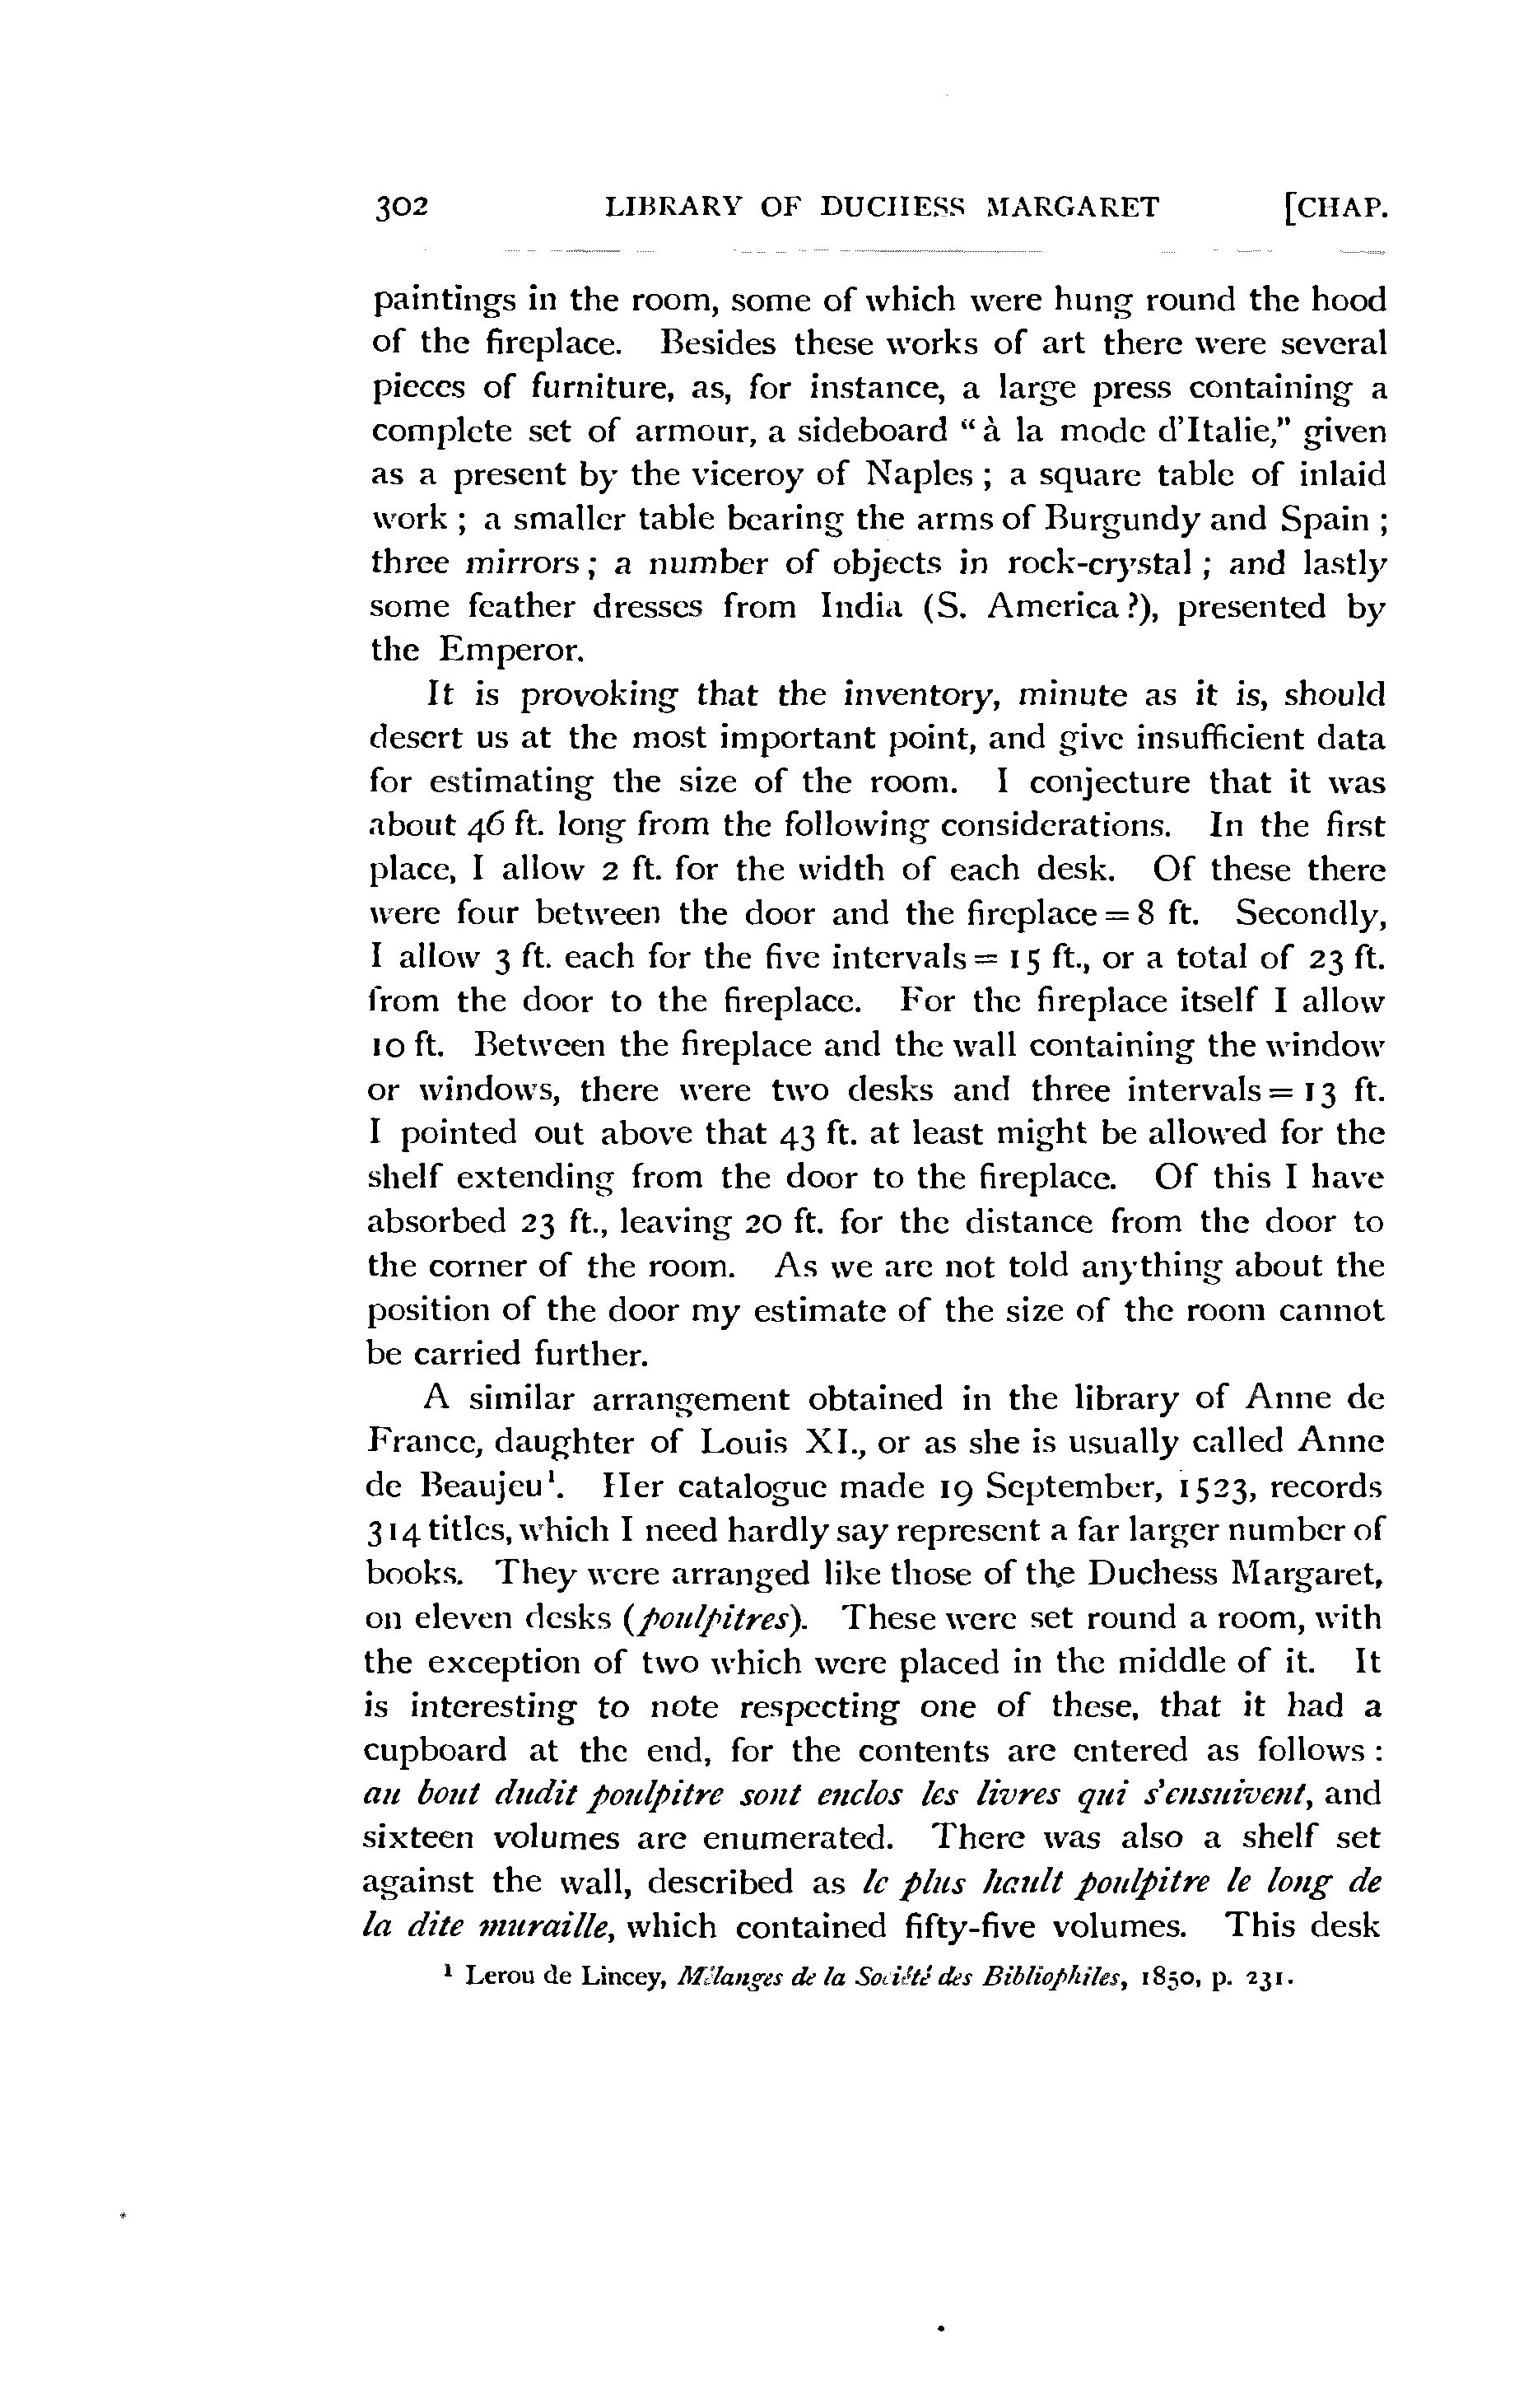 302 LIBRARY OF DUCHESS MARGARET [CHAP.
paintings in the room, some of which were hung round the hood
of the fireplace. Besides these works of art there were several
pieces of furniture, as, for instance, a large press containing a
complete set of armour, a sideboard “à la mode d'Italie,” given
as a present by the viceroy of Naples ; a square table of inlaid
work ; a smaller table bearing the arms of Burgundy and Spain ;
three mirrors ; a number of objects in rock-crystal ; and lastly
some feather dresses from India (S. America ?), presented by
the Emperor.
It is provoking that the inventory, minute as it is, should
desert us at the most important point, and give insufficient data
for estimating the size of the room. I conjecture that it was
about 46 ft. long from the following considerations. In the first
place, I allow 2 ft. for the width of each desk. Of these there
were four between the door and the fireplace = 8 ft. Secondly,
I allow 3 ft. each for the five intervals = 15 ft., or a total of 23 ft.
from the door to the fireplace. For the fireplace itself I allow
10 ft. Between the fireplace and the wall containing the window
or windows, there were two desks and three intervals = 13 ft.
I pointed out above that 43 ft. at least might be allowed for the
shelf extending from the door to the fireplace. Of this I have
absorbed 23 ft., leaving 20 ft. for the distance from the door to
the corner of the room. As we are not told anything about the
position of the door my estimate of the size of the room cannot
be carried further.
A similar arrangement obtained in the library of Anne de
France, daughter of Louis XI., or as she is usually called Anne
de Beaujeu¹. Her catalogue made 19 September, 1523, records
314 titles, which I need hardly say represent a far larger number of
books. They were arranged like those of the Duchess Margaret,
on eleven desks (poulpitres). These were set round a room, with
the exception of two which were placed in the middle of it. It
is interesting to note respecting one of these, that it had a
cupboard at the end, for the contents are entered as follows :
au bout dudit poulpitre sont enclos les livres qui s'ensuivent, and
sixteen volumes are enumerated. There was also a shelf set
against the wall, described as le plus hault poulpitre le long de
la dite muraille, which contained fifty-five volumes. This desk
¹ Lerou de Lincey, Mélanges de la Société des Bibliophiles, 1850, p. 231.